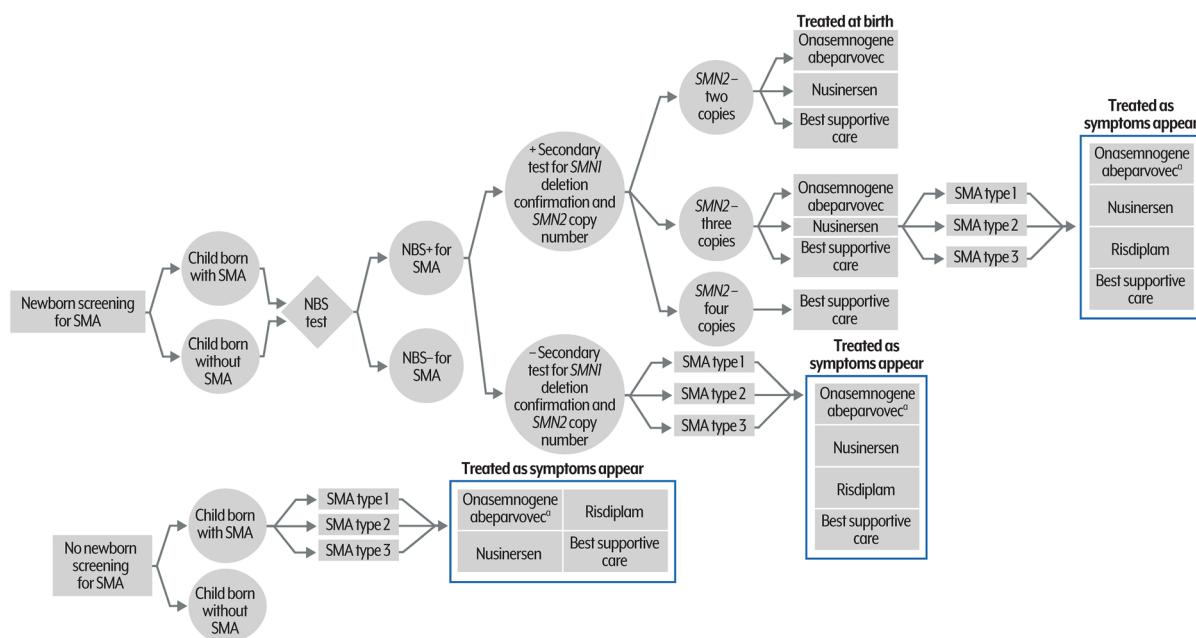 Newborn screening
for SMA
Child born
with SMA
Child born
without
SMA
NBS
test
NBS+ for
SMA
NBS– for
SMA
+ Secondary
test for SMN1
deletion
confirmation and
SMN2 copy
number
SMN2 –
two
copies
Treated at birth
Onasemnogene
abeparvovec
Nusinersen
Best supportive
care
SMN2 –
three
copies
Onasemnogene
abeparvovec
Nusinersen
Best supportive
care
SMA type 1
SMA type 2
SMA type 3
Treated as
symptoms appear
Onasemnogene
abeparvovecᵃ
Nusinersen
Risdiplam
Best supportive
care
SMN2 –
four
copies
Best supportive
care
– Secondary
test for SMN1
deletion
confirmation and
SMN2 copy
number
SMA type 1
SMA type 2
SMA type 3
Treated as
symptoms appear
Onasemnogene
abeparvovecᵃ
Nusinersen
Risdiplam
Best supportive
care
No newborn
screening
for SMA
Child born
with SMA
Child born
without
SMA
SMA type 1
SMA type 2
SMA type 3
Treated as symptoms appear
Onasemnogene
abeparvovecᵃ
Risdiplam
Nusinersen
Best supportive
care